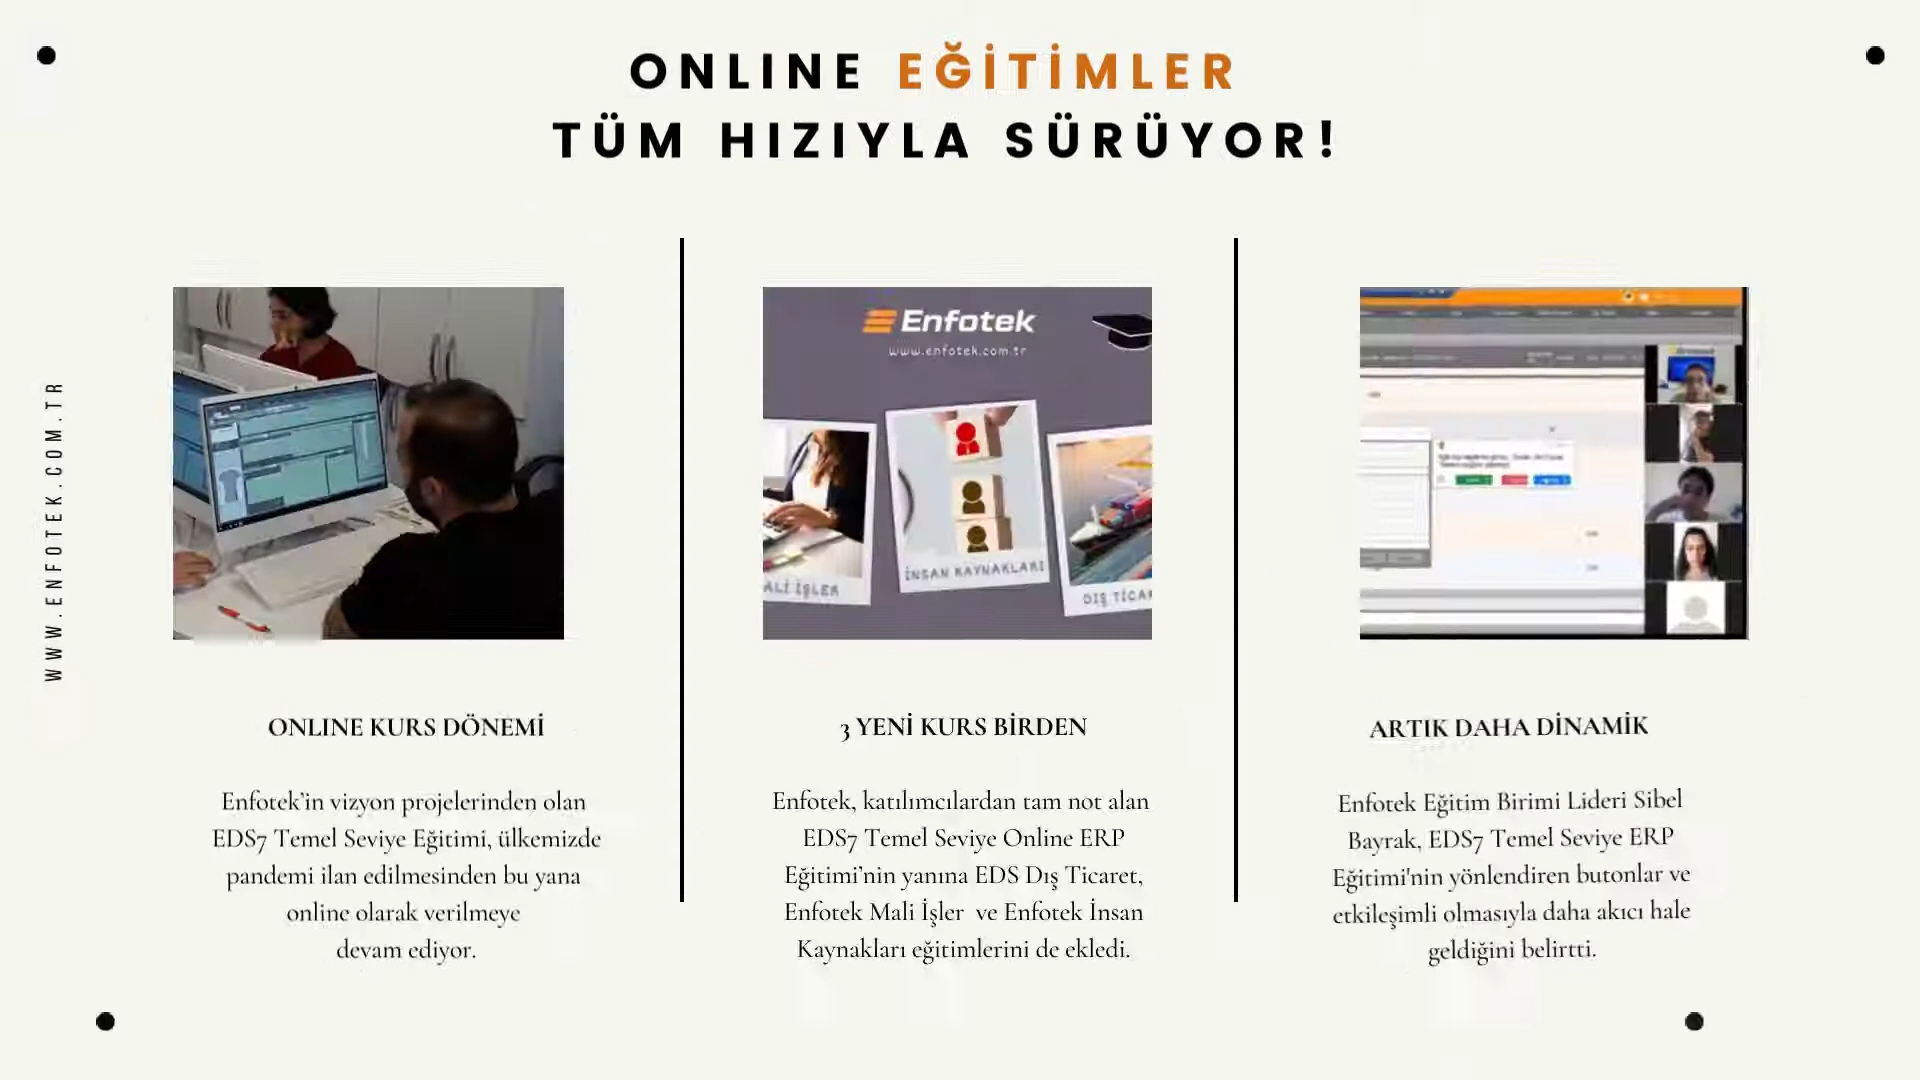 ONLINE EĞİTİMLER
TÜM HIZIYLA SÜRÜYOR!
WWW.ENFOTEK.COM.TR
Enfotek
www.enfotek.com.tr
ALİ İŞLER
İNSAN KAYNAKLARI
DIŞ TİCAR
ONLINE KURS DÖNEMİ
Enfotek’in vizyon projelerinden olan
EDS7 Temel Seviye Eğitimi, ülkemizde
pandemi ilan edilmesinden bu yana
online olarak verilmeye
devam ediyor.
3 YENİ KURS BİRDEN
Enfotek, katılımcılardan tam not alan
EDS7 Temel Seviye Online ERP
Eğitimi’nin yanına EDS Dış Ticaret,
Enfotek Mali İşler ve Enfotek İnsan
Kaynakları eğitimlerini de ekledi.
ARTIK DAHA DİNAMİK
Enfotek Eğitim Birimi Lideri Sibel
Bayrak, EDS7 Temel Seviye ERP
Eğitimi'nin yönlendiren butonlar ve
etkileşimli olmasıyla daha akıcı hale
geldiğini belirtti.